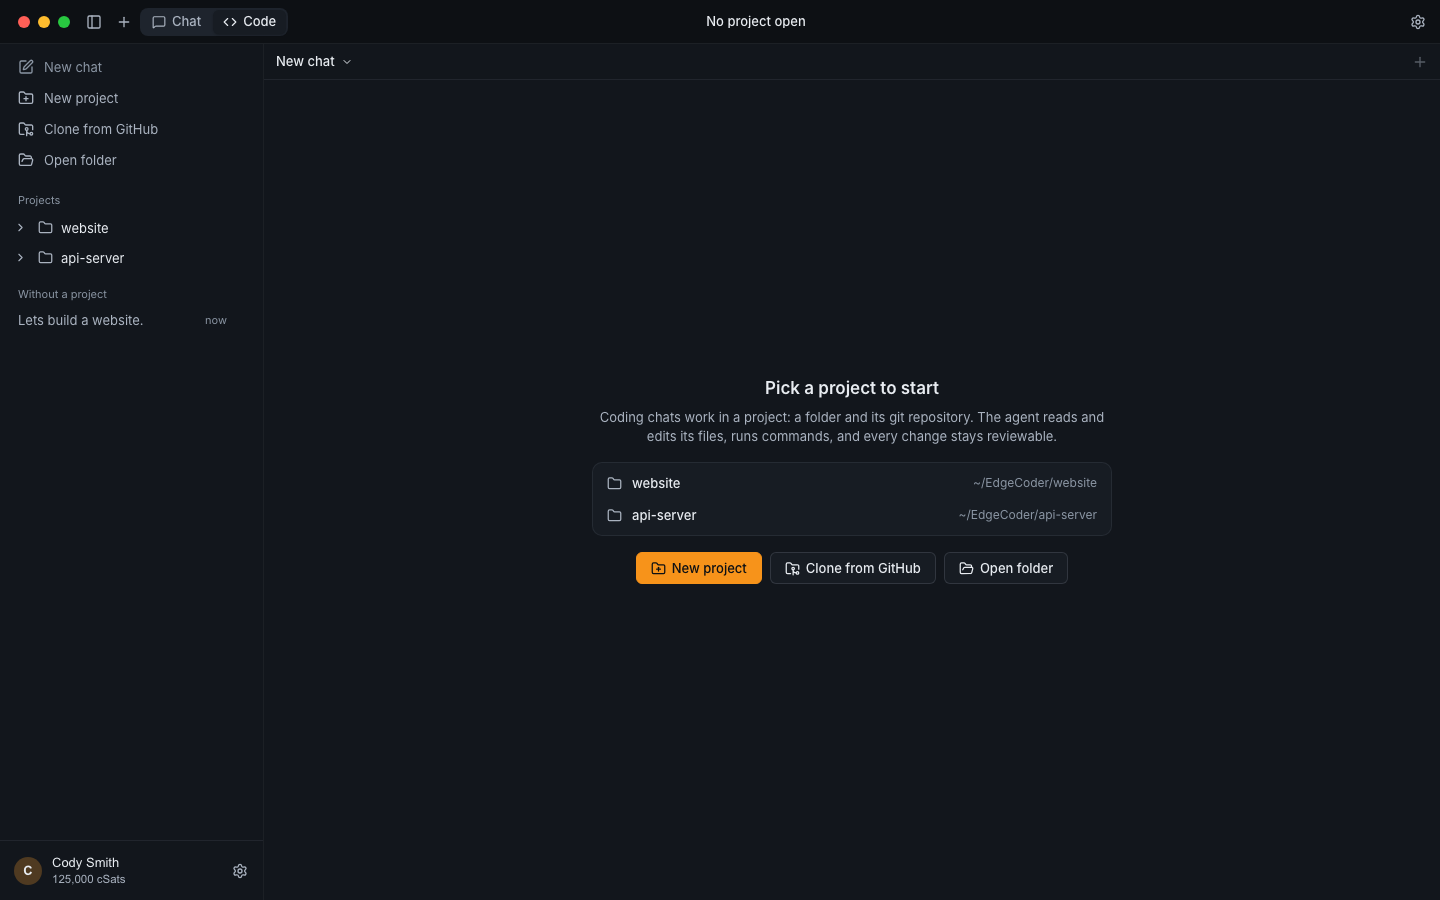 Chat
Code
No project open
New chat
New project
Clone from GitHub
Open folder
Projects
website
api-server
Without a project
Lets build a website. now
Cody Smith
125,000 cSats
C
New chat
Pick a project to start
Coding chats work in a project: a folder and its git repository. The agent reads and
edits its files, runs commands, and every change stays reviewable.
website ~/EdgeCoder/website
api-server ~/EdgeCoder/api-server
New project
Clone from GitHub
Open folder